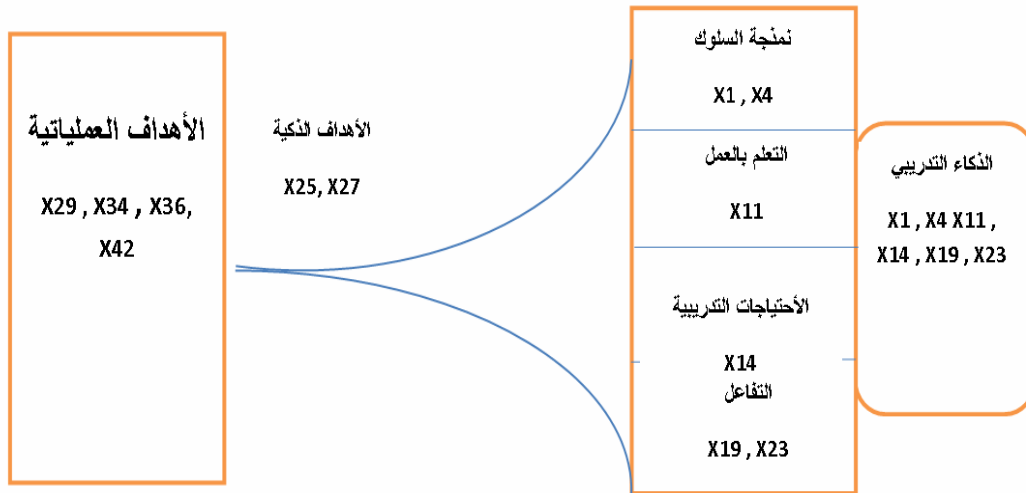 الذكاء التدريبي
X1 , X4 X11 ,
X14 , X19 , X23
نمذجة السلوك
X1 , X4
التعلم بالعمل
X11
الأحتياجات التدريبية
X14
التفاعل
X19 , X23
الأهداف الذكية
X25, X27
الأهداف العملياتية
X29 , X34 , X36,
X42